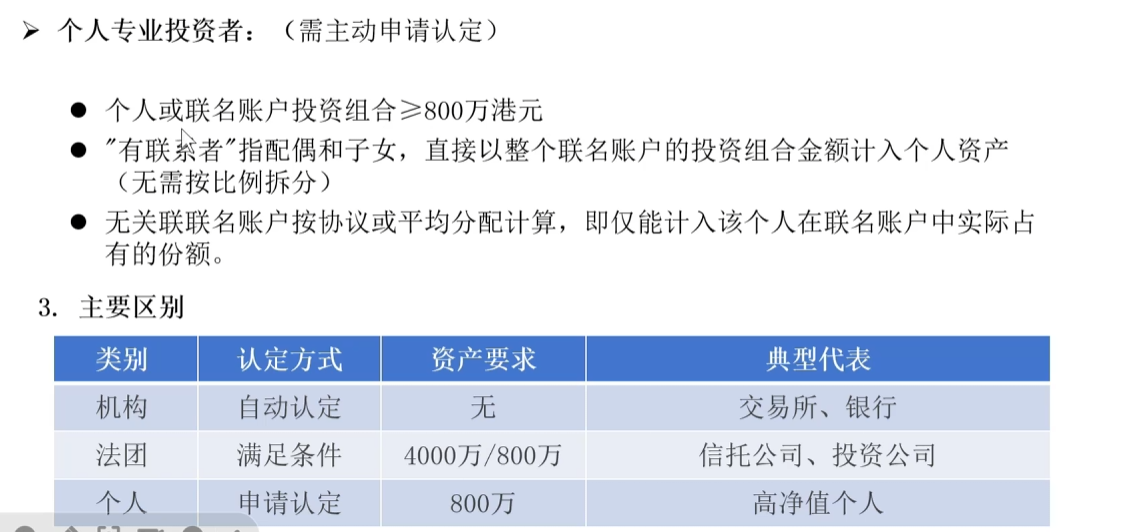 ➢ 个人专业投资者：（需主动申请认定）
● 个人或联名账户投资组合≥800万港元
● "有联系者"指配偶和子女，直接以整个联名账户的投资组合金额计入个人资产
（无需按比例拆分）
● 无关联联名账户按协议或平均分配计算，即仅能计入该个人在联名账户中实际占
有的份额。
3. 主要区别
类别 认定方式 资产要求 典型代表
机构 自动认定 无 交易所、银行
法团 满足条件 4000万/800万 信托公司、投资公司
个人 申请认定 800万 高净值个人